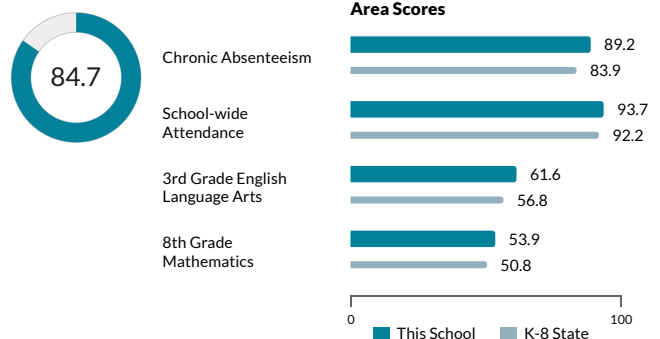 Area Scores
84.7
Chronic Absenteeism
89.2
83.9
School-wide
Attendance
93.7
92.2
3rd Grade English
Language Arts
61.6
56.8
8th Grade
Mathematics
53.9
50.8
0 100
This School K-8 State